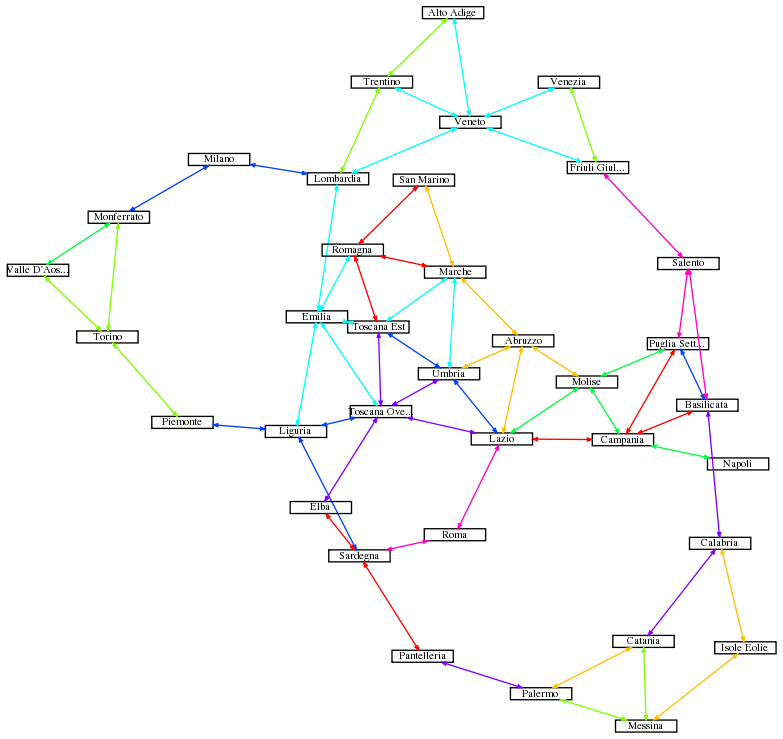 Alto Adige
Trentino
Venezia
Veneto
Milano
Friuli Giul...
Lombardia
San Marino
Monferrato
Romagna
Salento
Valle D'Aos...
Marche
Emilia
Toscana Est
Torino
Abruzzo
Puglia Sett...
Umbria
Molise
Basilicata
Toscana Ove...
Piemonte
Liguria
Lazio
Campania
Napoli
Elba
Roma
Calabria
Sardegna
Catania
Isole Eolie
Pantelleria
Palermo
Messina